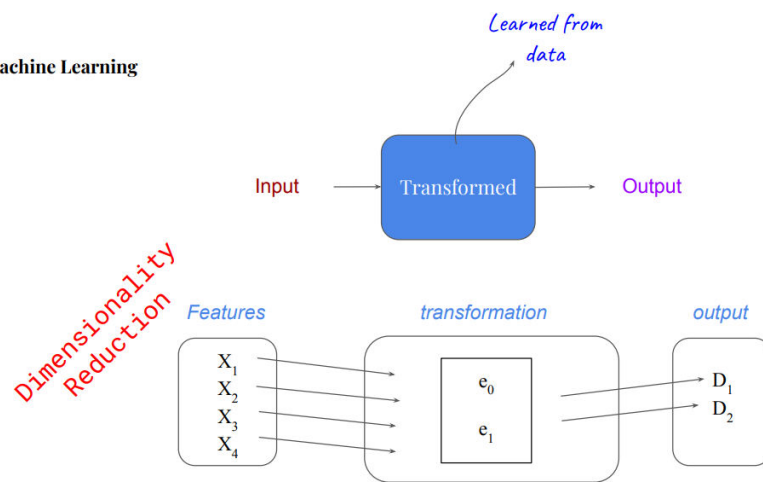 Learned from
data
achine Learning
Input
Transformed
Output
Dimensionality
Reduction
Features
transformation
output
X₁
X₂
X₃
X₄
e₀
e₁
D₁
D₂